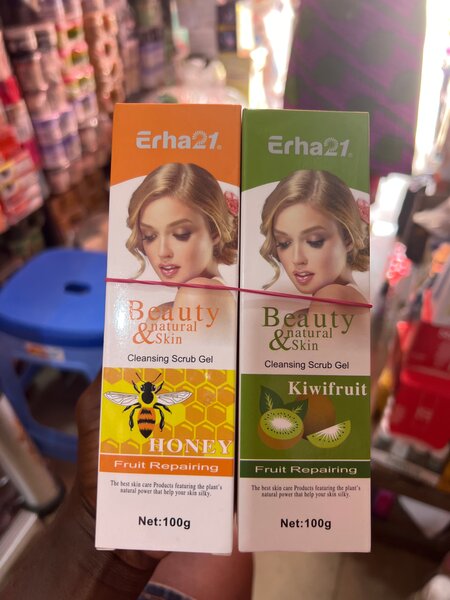 Erha21®
Beauty
& natural
Skin
Cleansing Scrub Gel
HONEY
Fruit Repairing
The best skin care Products featuring the plant's
natural power that help your skin silky.
Net:100g
Erha21®
Beauty
& natural
Skin
Cleansing Scrub Gel
Kiwifruit
Fruit Repairing
The best skin care Products featuring the plant's
natural power that help your skin silky.
Net:100g